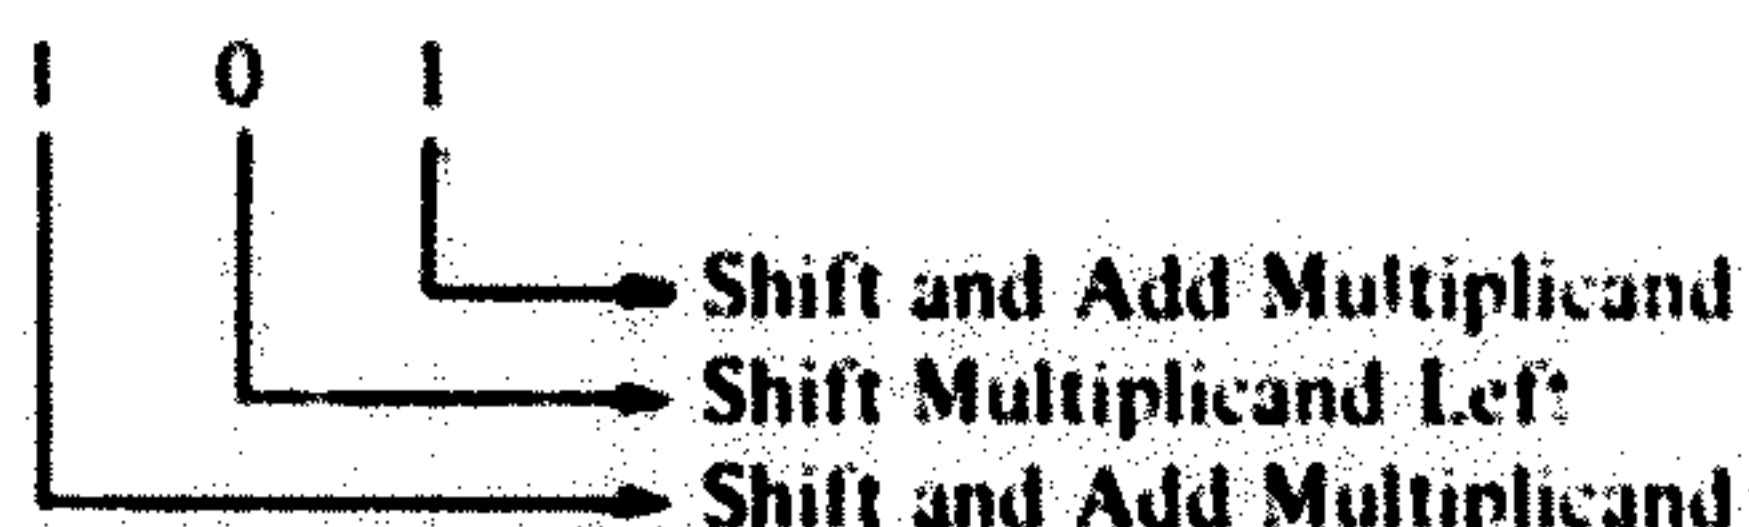 1 0 1
Shift and Add Multiplicand
Shift Multiplicand Left
Shift and Add Multiplicand